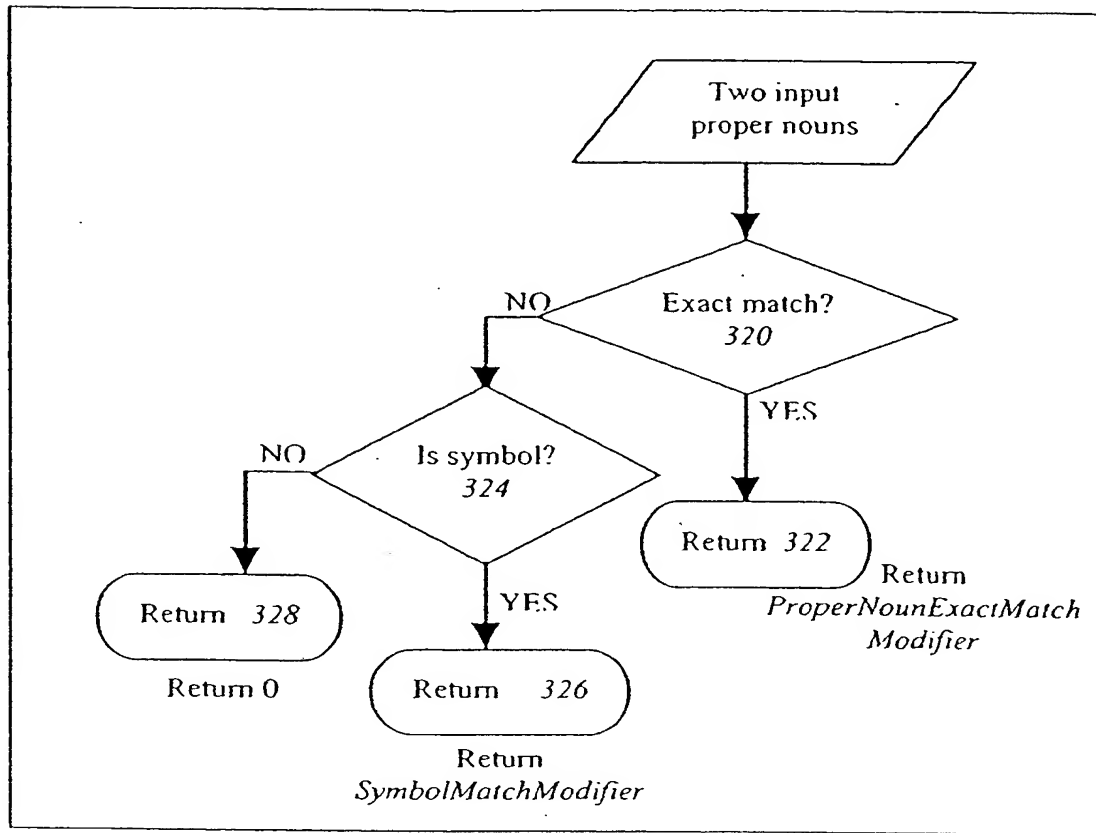 Two input
proper nouns
Exact match?
320
NO
YES
Is symbol?
324
NO
YES
Return 322
Return
ProperNounExactMatch
Modifier
Return 328
Return 0
Return 326
Return
SymbolMatchModifier